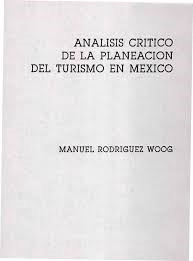 ANALISIS CRITICO
DE LA PLANEACION
DEL TURISMO EN MEXICO
MANUEL RODRIGUEZ WOOG